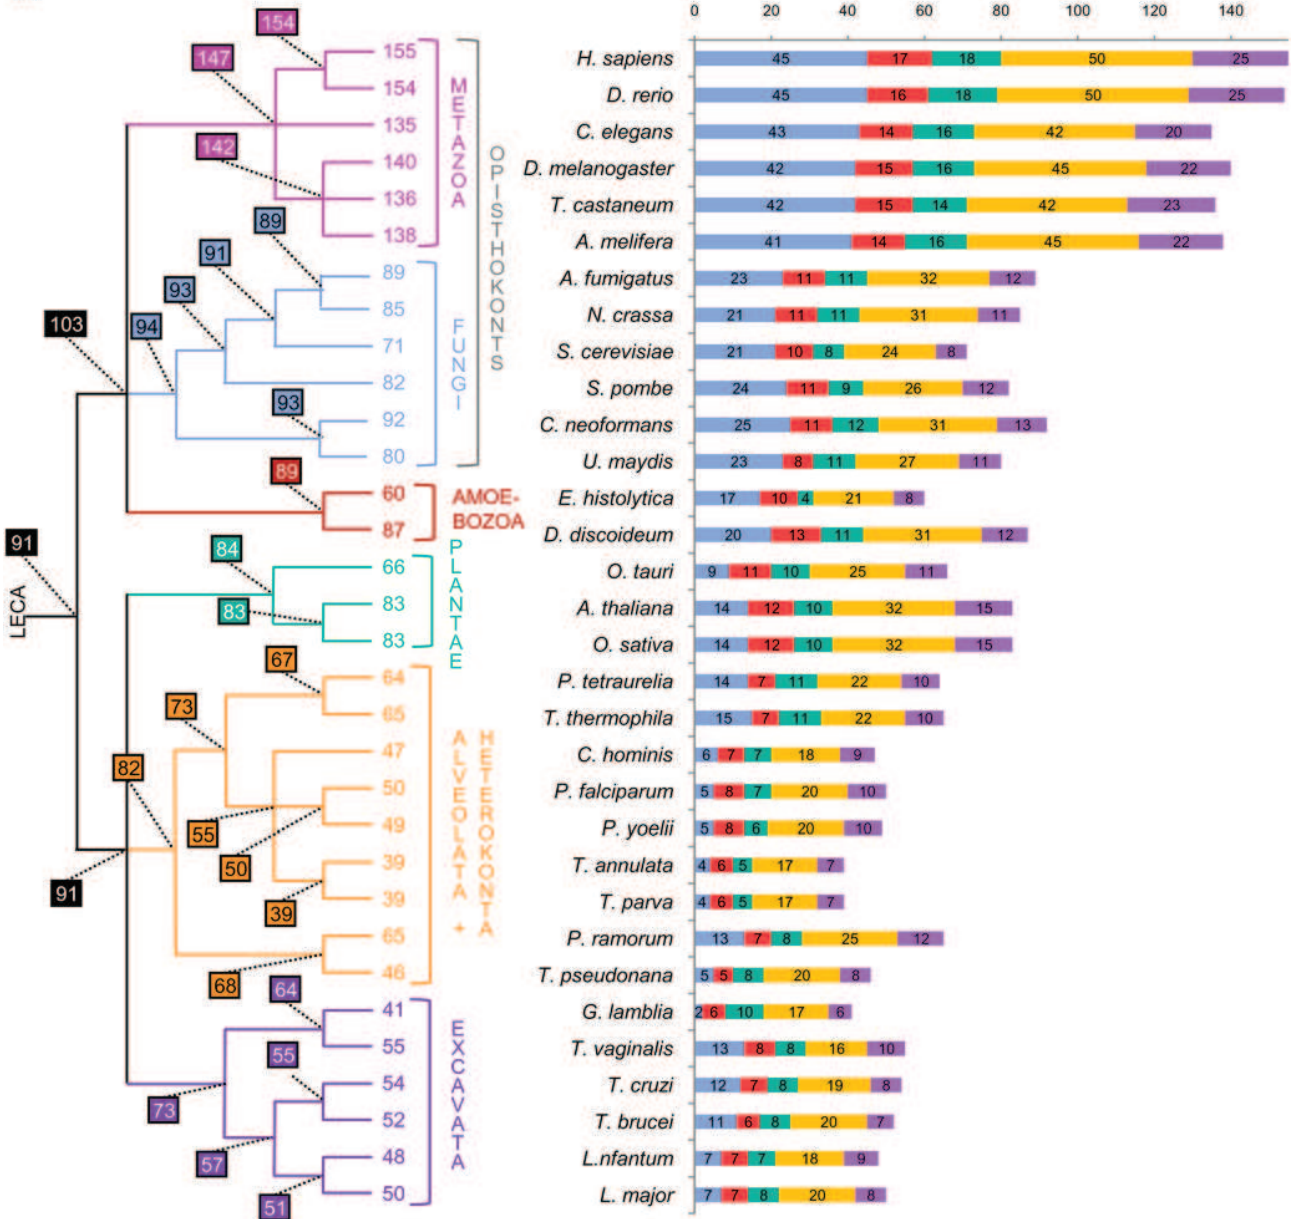 0 20 40 60 80 100 120 140
154
155 H. sapiens 45 17 18 50 25
147
154 D. rerio 45 16 18 50 25
135 C. elegans 43 14 16 42 20
142
140 D. melanogaster 42 15 16 45 22
136 T. castaneum 42 15 14 42 23
138 A. melifera 41 14 16 45 22
METAZOA
OPISTHOKONTS
89
91
89 A. fumigatus 23 11 11 32 12
93
85 N. crassa 21 11 11 31 11
103
94
71 S. cerevisiae 21 10 8 24 8
82 S. pombe 24 11 9 26 12
93
92 C. neoformans 25 11 12 31 13
80 U. maydis 23 8 11 27 11
FUNGI
89
60 E. histolytica 17 10 4 21 8
87 D. discoideum 20 13 11 31 12
AMOE-
BOZOA
91
LECA
84
66 O. tauri 9 11 10 25 11
83
83 A. thaliana 14 12 10 32 15
83 O. sativa 14 12 10 32 15
PLANTAE
67
64 P. tetraurelia 14 7 11 22 10
73
65 T. thermophila 15 7 11 22 10
82
47 C. hominis 6 7 7 18 9
50 P. falciparum 5 8 7 20 10
55
49 P. yoelii 5 8 6 20 10
50
39 T. annulata 4 6 5 17 7
91
39 T. parva 4 6 5 17 7
39
65 P. ramorum 13 7 8 25 12
46 T. pseudonana 5 5 8 20 8
68
ALVEOLATA +
HETEROKONTA
64
41 G. lamblia 2 6 10 17 6
55 T. vaginalis 13 8 8 16 10
55
54 T. cruzi 12 7 8 19 8
73
52 T. brucei 11 6 8 20 7
57
48 L.nfantum 7 7 7 18 9
50 L. major 7 7 8 20 8
51
EXCAVATA